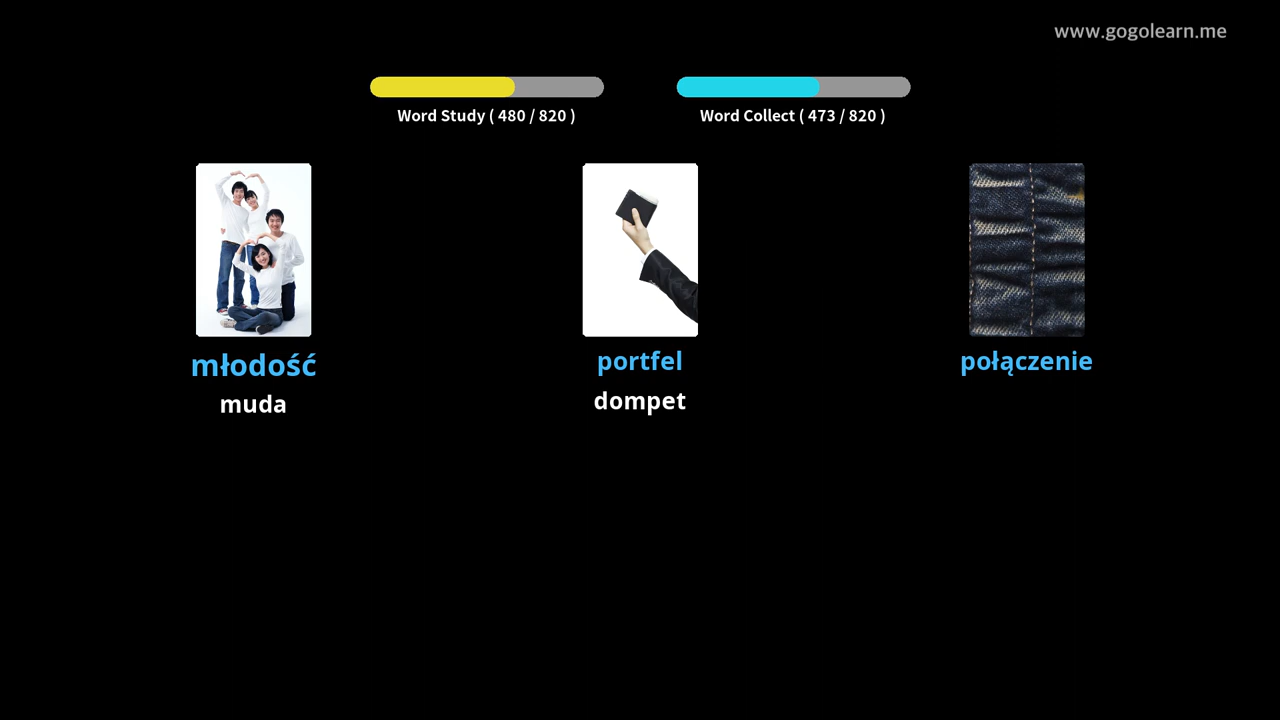 www.gogolearn.me
Word Study ( 480 / 820 )
Word Collect ( 473 / 820 )
młodość
portfel
połączenie
muda
dompet